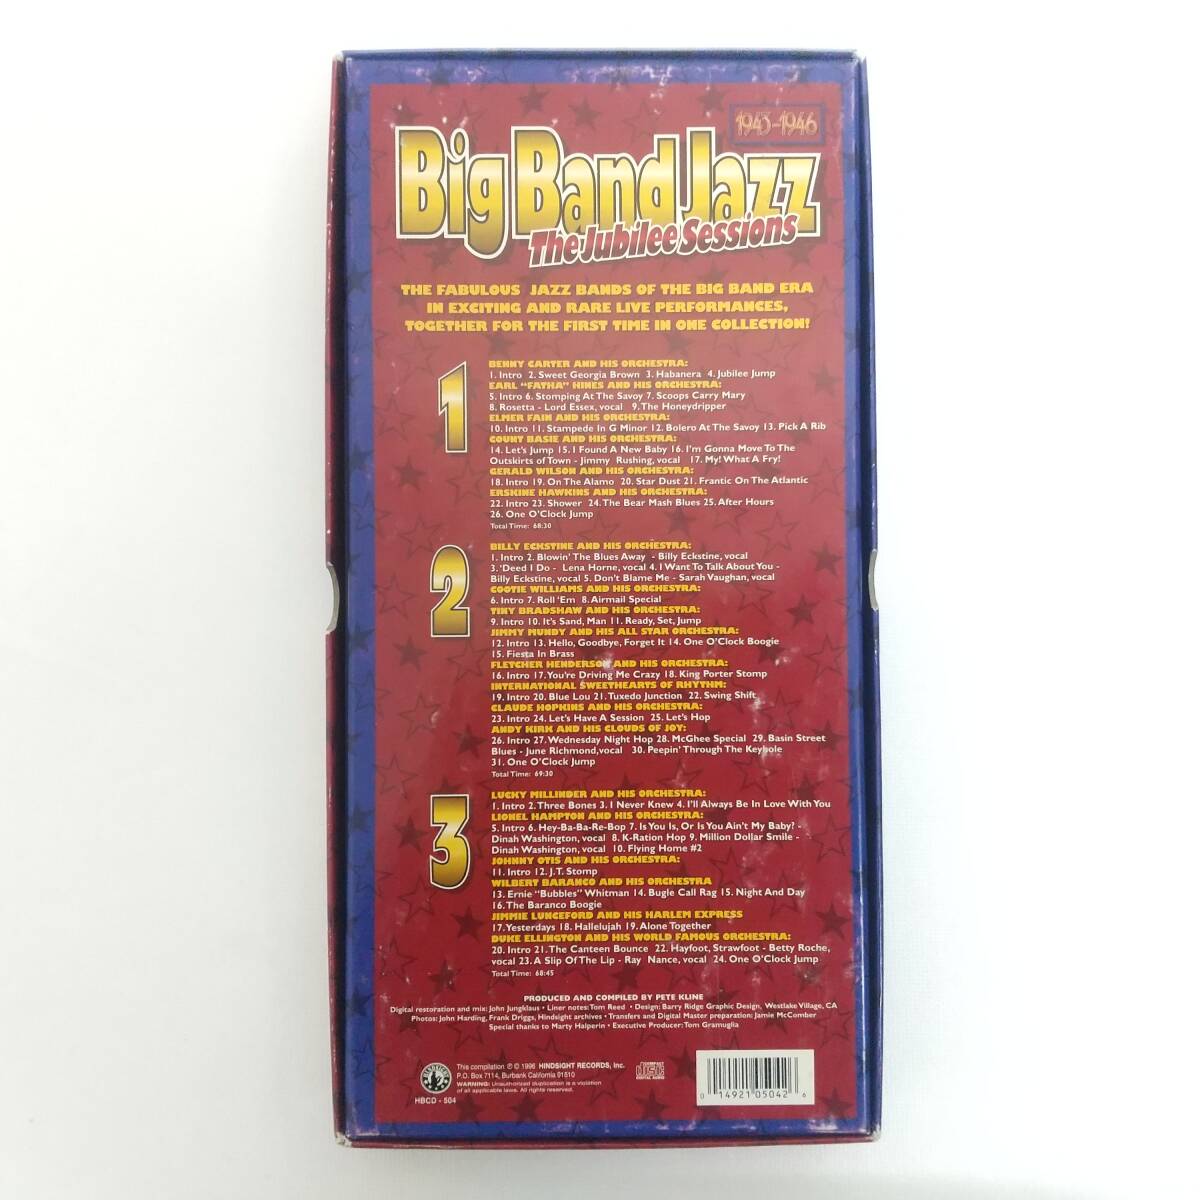 1943-1946
Big Band Jazz
The Jubilee Sessions
THE FABULOUS JAZZ BANDS OF THE BIG BAND ERA
IN EXCITING AND RARE LIVE PERFORMANCES,
TOGETHER FOR THE FIRST TIME IN ONE COLLECTION!
1
BENNY CARTER AND HIS ORCHESTRA:
1. Intro 2. Sweet Georgia Brown 3. Habanera 4. Jubilee Jump
EARL "FATHA" HINES AND HIS ORCHESTRA:
5. Intro 6. Stomping At The Savoy 7. Scoops Carry Mary
8. Rosetta - Lord Essex, vocal 9. The Honeydripper
ELMER FAIN AND HIS ORCHESTRA:
10. Intro 11. Stampede In G Minor 12. Bolero At The Savoy 13. Pick A Rib
COUNT BASIE AND HIS ORCHESTRA:
14. Let's Jump 15. I Found A New Baby 16. I'm Gonna Move To The
Outskirts of Town - Jimmy Rushing, vocal 17. My! What A Fry!
GERALD WILSON AND HIS ORCHESTRA:
18. Intro 19. On The Alamo 20. Star Dust 21. Frantic On The Atlantic
ERSKINE HAWKINS AND HIS ORCHESTRA:
22. Intro 23. Shower 24. The Bear Mash Blues 25. After Hours
26. One O'Clock Jump
Total Time: 68:30
2
BILLY ECKSTINE AND HIS ORCHESTRA:
1. Intro 2. Blowin' The Blues Away - Billy Eckstine, vocal
3. 'Deed I Do - Lena Horne, vocal 4. I Want To Talk About You -
Billy Eckstine, vocal 5. Don't Blame Me - Sarah Vaughan, vocal
COOTIE WILLIAMS AND HIS ORCHESTRA:
6. Intro 7. Roll 'Em 8. Airmail Special
TINY BRADSHAW AND HIS ORCHESTRA:
9. Intro 10. It's Sand, Man 11. Ready, Set, Jump
JIMMY MUNDY AND HIS ALL STAR ORCHESTRA:
12. Intro 13. Hello, Goodbye, Forget It 14. One O'Clock Boogie
15. Fiesta In Brass
FLETCHER HENDERSON AND HIS ORCHESTRA:
16. Intro 17. You're Driving Me Crazy 18. King Porter Stomp
INTERNATIONAL SWEETHEARTS OF RHYTHM:
19. Intro 20. Blue Lou 21. Tuxedo Junction 22. Swing Shift
CLAUDE HOPKINS AND HIS ORCHESTRA:
23. Intro 24. Let's Have A Session 25. Let's Hop
ANDY KIRK AND HIS CLOUDS OF JOY:
26. Intro 27. Wednesday Night Hop 28. McGhee Special 29. Basin Street
Blues - June Richmond, vocal 30. Peepin' Through The Keyhole
31. One O'Clock Jump
Total Time: 69:30
3
LUCKY MILLINDER AND HIS ORCHESTRA:
1. Intro 2. Three Bones 3. I Never Knew 4. I'll Always Be In Love With You
LIONEL HAMPTON AND HIS ORCHESTRA:
5. Intro 6. Hey-Ba-Ba-Re-Bop 7. Is You Is, Or Is You Ain't My Baby? -
Dinah Washington, vocal 8. K-Ration Hop 9. Million Dollar Smile -
Dinah Washington, vocal 10. Flying Home #2
JOHNNY OTIS AND HIS ORCHESTRA:
11. Intro 12. J.T. Stomp
WILBERT BARANCO AND HIS ORCHESTRA
13. Ernie "Bubbles" Whitman 14. Bugle Call Rag 15. Night And Day
16. The Baranco Boogie
JIMMIE LUNCEFORD AND HIS HARLEM EXPRESS
17. Yesterdays 18. Hallelujah 19. Alone Together
DUKE ELLINGTON AND HIS WORLD FAMOUS ORCHESTRA:
20. Intro 21. The Canteen Bounce 22. Hayfoot, Strawfoot - Betty Roche,
vocal 23. A Slip Of The Lip - Ray Nance, vocal 24. One O'Clock Jump
Total Time: 68:45
PRODUCED AND COMPILED BY PETE KLINE
Digital restoration and mix: John Jungklaus • Liner notes: Tom Reed • Design: Barry Ridge Graphic Design, Westlake Village, CA
Photos: John Harding, Frank Driggs, Hindsight archives • Transfers and Digital Master preparation: Jamie McComber
Special thanks to Marty Halperin • Executive Producer: Tom Gramuglia
HINDSIGHT
HBCD - 504
This compilation ℗ © 1996 HINDSIGHT RECORDS, Inc.
P.O. Box 7114, Burbank California 91510
WARNING: Unauthorized duplication is a violation
of all applicable laws. All rights reserved.
COMPACT
disc
DIGITAL AUDIO
0 14921 05042 6